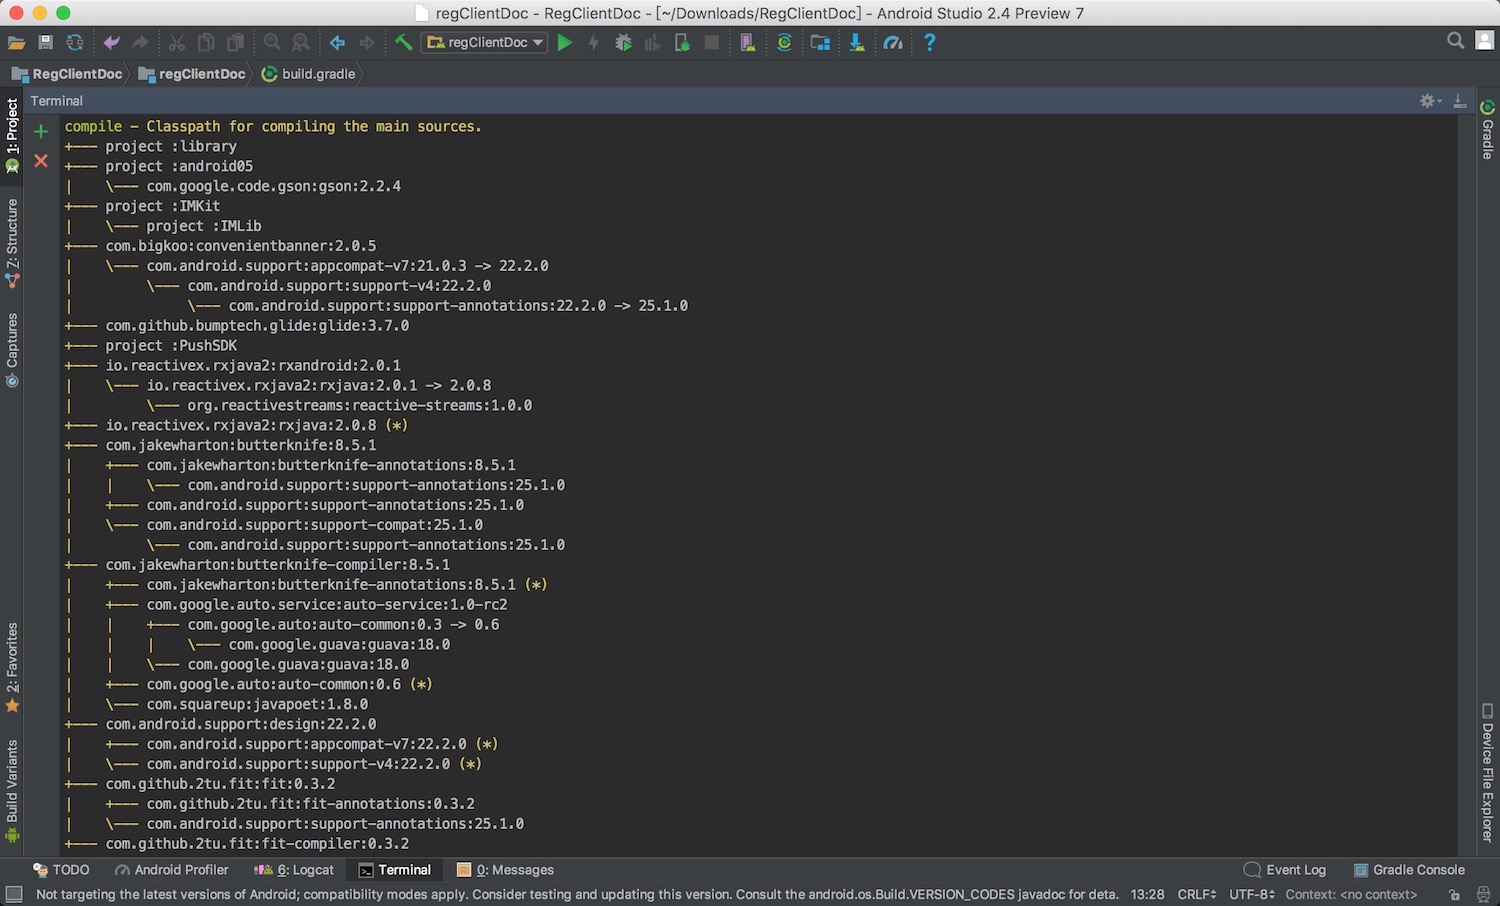 regClientDoc - RegClientDoc - [~/Downloads/RegClientDoc] - Android Studio 2.4 Preview 7
regClientDoc
RegClientDoc
regClientDoc
build.gradle
Terminal
1: Project
Z: Structure
Captures
2: Favorites
Build Variants
compile - Classpath for compiling the main sources.
+--- project :library
+--- project :android05
|    \--- com.google.code.gson:gson:2.2.4
+--- project :IMKit
|    \--- project :IMLib
+--- com.bigkoo:convenientbanner:2.0.5
|    \--- com.android.support:appcompat-v7:21.0.3 -> 22.2.0
|         \--- com.android.support:support-v4:22.2.0
|              \--- com.android.support:support-annotations:22.2.0 -> 25.1.0
+--- com.github.bumptech.glide:glide:3.7.0
+--- project :PushSDK
+--- io.reactivex.rxjava2:rxandroid:2.0.1
|    \--- io.reactivex.rxjava2:rxjava:2.0.1 -> 2.0.8
|         \--- org.reactivestreams:reactive-streams:1.0.0
+--- io.reactivex.rxjava2:rxjava:2.0.8 (*)
+--- com.jakewharton:butterknife:8.5.1
|    +--- com.jakewharton:butterknife-annotations:8.5.1
|    |    \--- com.android.support:support-annotations:25.1.0
|    +--- com.android.support:support-annotations:25.1.0
|    \--- com.android.support:support-compat:25.1.0
|         \--- com.android.support:support-annotations:25.1.0
+--- com.jakewharton:butterknife-compiler:8.5.1
|    +--- com.jakewharton:butterknife-annotations:8.5.1 (*)
|    +--- com.google.auto.service:auto-service:1.0-rc2
|    |    +--- com.google.auto:auto-common:0.3 -> 0.6
|    |    |    \--- com.google.guava:guava:18.0
|    |    \--- com.google.guava:guava:18.0
|    +--- com.google.auto:auto-common:0.6 (*)
|    \--- com.squareup:javapoet:1.8.0
+--- com.android.support:design:22.2.0
|    +--- com.android.support:appcompat-v7:22.2.0 (*)
|    \--- com.android.support:support-v4:22.2.0 (*)
+--- com.github.2tu.fit:fit:0.3.2
|    +--- com.github.2tu.fit:fit-annotations:0.3.2
|    \--- com.android.support:support-annotations:25.1.0
+--- com.github.2tu.fit:fit-compiler:0.3.2
Gradle
Device File Explorer
TODO
Android Profiler
6: Logcat
Terminal
0: Messages
Event Log
Gradle Console
Not targeting the latest versions of Android; compatibility modes apply. Consider testing and updating this version. Consult the android.os.Build.VERSION_CODES javadoc for deta.
13:28
CRLF
UTF-8
Context: <no context>